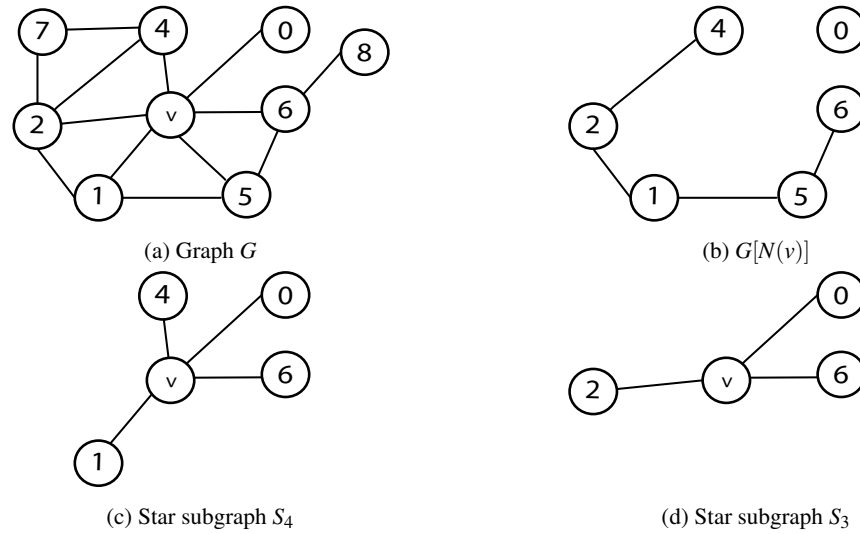 7 4 0 8 4 0
2 v 6 2 6
1 5 1 5
(a) Graph G (b) G[N(v)]
4 0 0
v 6 2 v 6
1
(c) Star subgraph S₄ (d) Star subgraph S₃